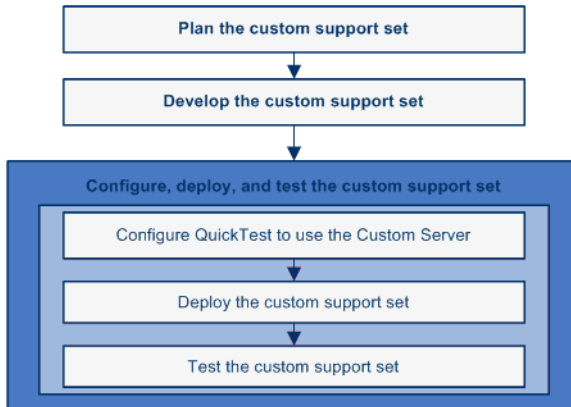 Plan the custom support set
Develop the custom support set
Configure, deploy, and test the custom support set
Configure QuickTest to use the Custom Server
Deploy the custom support set
Test the custom support set